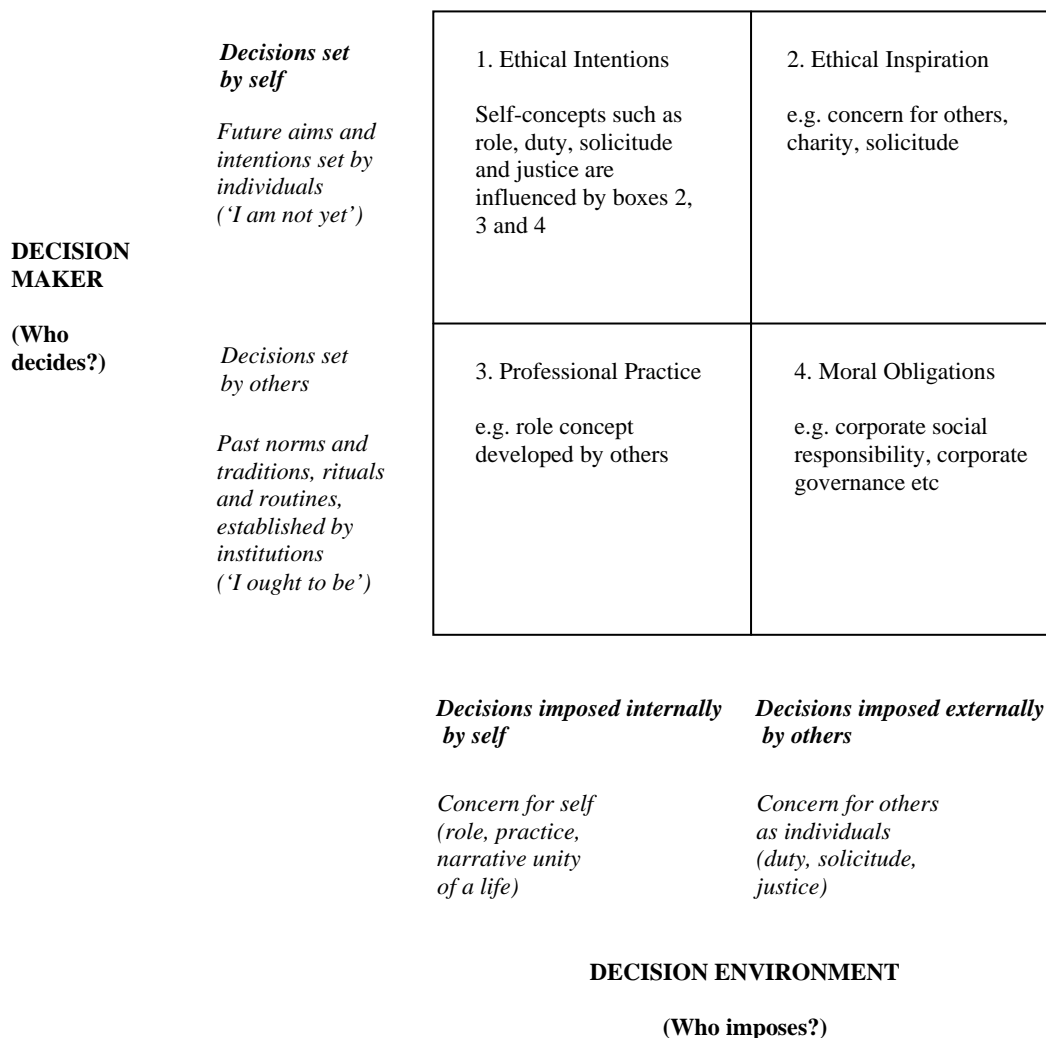 Decisions set
by self
Future aims and
intentions set by
individuals
(‘I am not yet’)
DECISION
MAKER
(Who
decides?)
Decisions set
by others
Past norms and
traditions, rituals
and routines,
established by
institutions
(‘I ought to be’)
1. Ethical Intentions
Self-concepts such as
role, duty, solicitude
and justice are
influenced by boxes 2,
3 and 4
2. Ethical Inspiration
e.g. concern for others,
charity, solicitude
3. Professional Practice
e.g. role concept
developed by others
4. Moral Obligations
e.g. corporate social
responsibility, corporate
governance etc
Decisions imposed internally
by self
Concern for self
(role, practice,
narrative unity
of a life)
Decisions imposed externally
by others
Concern for others
as individuals
(duty, solicitude,
justice)
DECISION ENVIRONMENT
(Who imposes?)